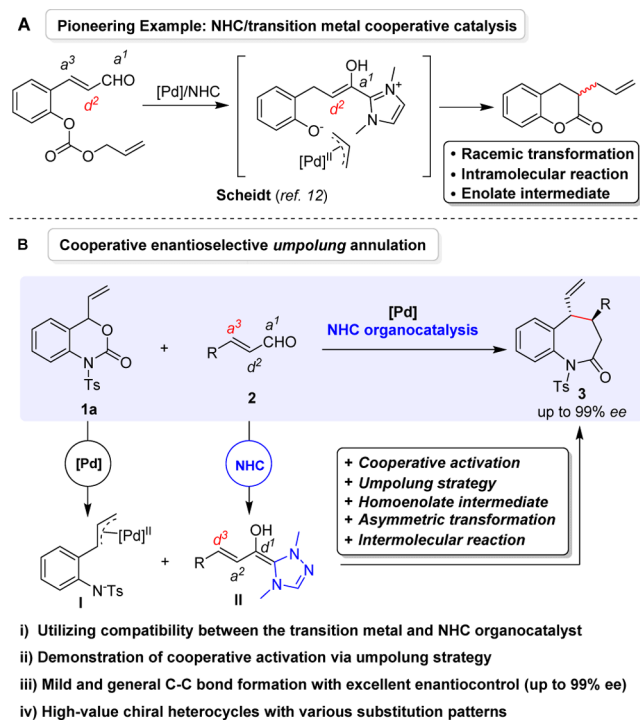 A Pioneering Example: NHC/transition metal cooperative catalysis
a³ a¹
CHO
d²
O
O O
[Pd]/NHC
OH
a¹
d²
N⁺
N
O⁻
[Pd]ᴵᴵ
Scheidt (ref. 12)
O O
• Racemic transformation
• Intramolecular reaction
• Enolate intermediate
B Cooperative enantioselective umpolung annulation
O
N O
Ts
1a
+
a³ a¹
R CHO
d²
2
[Pd]
NHC organocatalysis
R
N
Ts O
3
up to 99% ee
[Pd]
NHC
+ Cooperative activation
+ Umpolung strategy
+ Homoenolate intermediate
+ Asymmetric transformation
+ Intermolecular reaction
[Pd]ᴵᴵ
N⁻Ts
I
+
OH
d³ d¹
R a²
N
N
N
II
i) Utilizing compatibility between the transition metal and NHC organocatalyst
ii) Demonstration of cooperative activation via umpolung strategy
iii) Mild and general C-C bond formation with excellent enantiocontrol (up to 99% ee)
iv) High-value chiral heterocycles with various substitution patterns